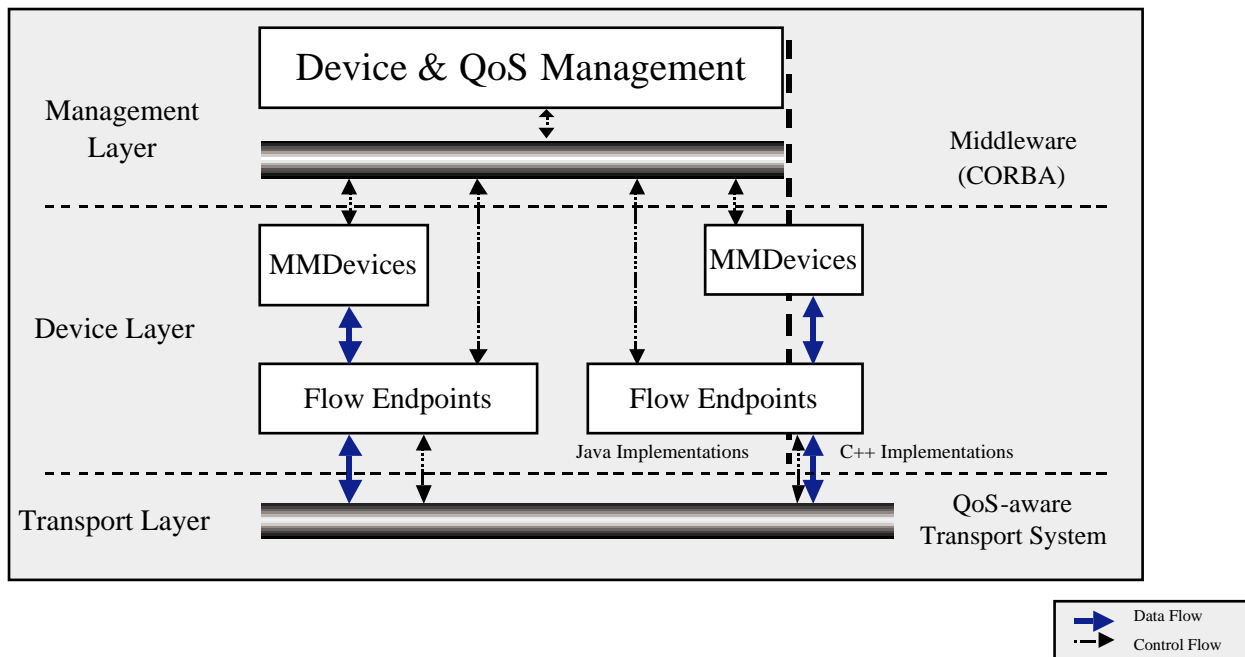 Device & QoS Management
Management
Layer
Middleware
(CORBA)
MMDevices
MMDevices
Device Layer
Flow Endpoints
Flow Endpoints
Java Implementations
C++ Implementations
Transport Layer
QoS-aware
Transport System
Data Flow
Control Flow